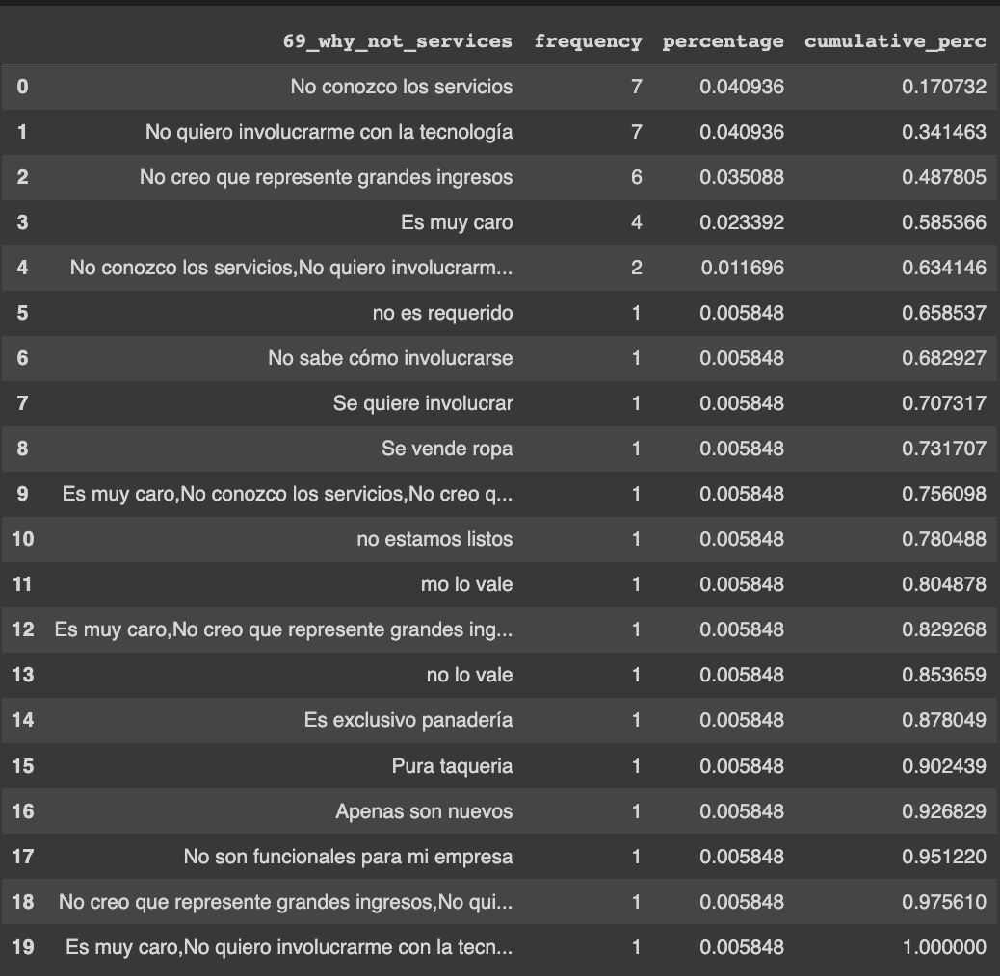 69_why_not_services frequency percentage cumulative_perc
0 No conozco los servicios 7 0.040936 0.170732
1 No quiero involucrarme con la tecnología 7 0.040936 0.341463
2 No creo que represente grandes ingresos 6 0.035088 0.487805
3 Es muy caro 4 0.023392 0.585366
4 No conozco los servicios,No quiero involucrarm... 2 0.011696 0.634146
5 no es requerido 1 0.005848 0.658537
6 No sabe cómo involucrarse 1 0.005848 0.682927
7 Se quiere involucrar 1 0.005848 0.707317
8 Se vende ropa 1 0.005848 0.731707
9 Es muy caro,No conozco los servicios,No creo q... 1 0.005848 0.756098
10 no estamos listos 1 0.005848 0.780488
11 mo lo vale 1 0.005848 0.804878
12 Es muy caro,No creo que represente grandes ing... 1 0.005848 0.829268
13 no lo vale 1 0.005848 0.853659
14 Es exclusivo panadería 1 0.005848 0.878049
15 Pura taqueria 1 0.005848 0.902439
16 Apenas son nuevos 1 0.005848 0.926829
17 No son funcionales para mi empresa 1 0.005848 0.951220
18 No creo que represente grandes ingresos,No qui... 1 0.005848 0.975610
19 Es muy caro,No quiero involucrarme con la tecn... 1 0.005848 1.000000